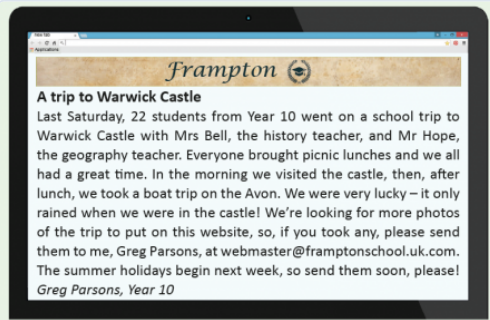 New Tab
Applications
Frampton
A trip to Warwick Castle
Last Saturday, 22 students from Year 10 went on a school trip to
Warwick Castle with Mrs Bell, the history teacher, and Mr Hope,
the geography teacher. Everyone brought picnic lunches and we all
had a great time. In the morning we visited the castle, then, after
lunch, we took a boat trip on the Avon. We were very lucky – it only
rained when we were in the castle! We're looking for more photos
of the trip to put on this website, so, if you took any, please send
them to me, Greg Parsons, at webmaster@framptonschool.uk.com.
The summer holidays begin next week, so send them soon, please!
Greg Parsons, Year 10